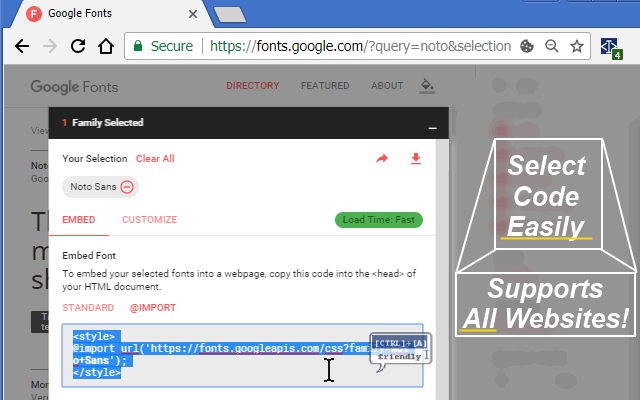 Google Fonts
Secure
https://fonts.google.com/?query=noto&selection
4
Google Fonts
DIRECTORY
FEATURED
ABOUT
1 Family Selected
View
Your Selection
Clear All
Noto
Goo
Noto Sans
EMBED
CUSTOMIZE
Load Time: Fast
Th
m
sh
Embed Font
To embed your selected fonts into a webpage, copy this code into the <head> of
your HTML document.
STANDARD
@IMPORT
<style>
@import url('https://fonts.googleapis.com/css?family=Not
o+Sans');
</style>
[CTRL]+[A]
friendly
Mor
Vern
Select
Code
Easily
Supports
All Websites!